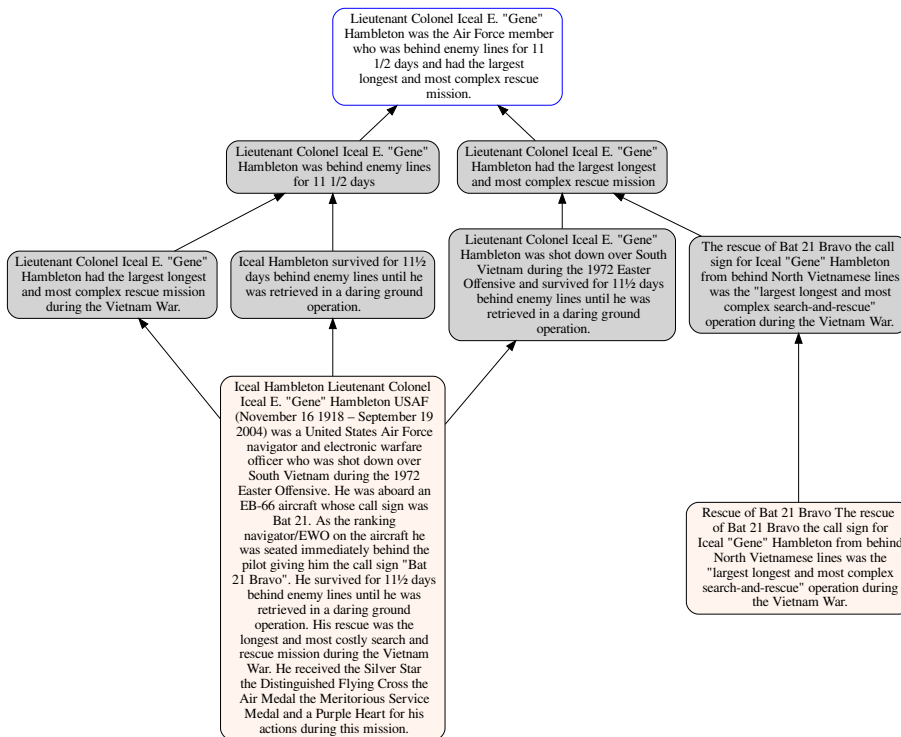 Lieutenant Colonel Iceal E. "Gene"
Hambleton was the Air Force member
who was behind enemy lines for 11
1/2 days and had the largest
longest and most complex rescue
mission.
Lieutenant Colonel Iceal E. "Gene"
Hambleton was behind enemy lines
for 11 1/2 days
Lieutenant Colonel Iceal E. "Gene"
Hambleton had the largest longest
and most complex rescue mission
Lieutenant Colonel Iceal E. "Gene"
Hambleton had the largest longest
and most complex rescue mission
during the Vietnam War.
Iceal Hambleton survived for 11½
days behind enemy lines until he
was retrieved in a daring ground
operation.
Lieutenant Colonel Iceal E. "Gene"
Hambleton was shot down over South
Vietnam during the 1972 Easter
Offensive and survived for 11½ days
behind enemy lines until he was
retrieved in a daring ground
operation.
The rescue of Bat 21 Bravo the call
sign for Iceal "Gene" Hambleton
from behind North Vietnamese lines
was the "largest longest and most
complex search-and-rescue"
operation during the Vietnam War.
Iceal Hambleton Lieutenant Colonel
Iceal E. "Gene" Hambleton USAF
(November 16 1918 – September 19
2004) was a United States Air Force
navigator and electronic warfare
officer who was shot down over
South Vietnam during the 1972
Easter Offensive. He was aboard an
EB-66 aircraft whose call sign was
Bat 21. As the ranking
navigator/EWO on the aircraft he
was seated immediately behind the
pilot giving him the call sign "Bat
21 Bravo". He survived for 11½ days
behind enemy lines until he was
retrieved in a daring ground
operation. His rescue was the
longest and most costly search and
rescue mission during the Vietnam
War. He received the Silver Star
the Distinguished Flying Cross the
Air Medal the Meritorious Service
Medal and a Purple Heart for his
actions during this mission.
Rescue of Bat 21 Bravo The rescue
of Bat 21 Bravo the call sign for
Iceal "Gene" Hambleton from behind
North Vietnamese lines was the
"largest longest and most complex
search-and-rescue" operation during
the Vietnam War.